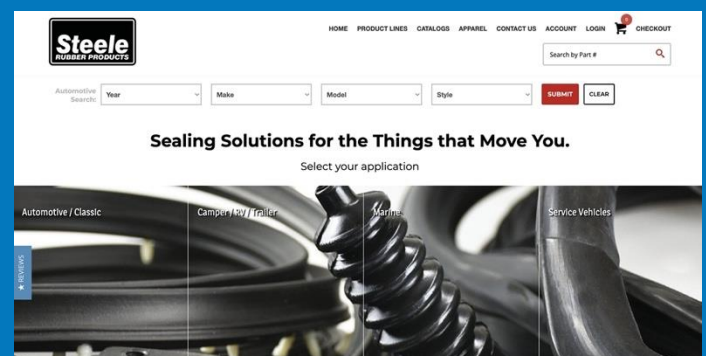 Steele
RUBBER PRODUCTS
HOME PRODUCT LINES CATALOGS APPAREL CONTACT US ACCOUNT LOGIN 0 CHECKOUT
Search by Part #
Automotive Search: Year Make Model Style SUBMIT CLEAR
Sealing Solutions for the Things that Move You.
Select your application
Automotive / Classic Camper / RV / Trailer Marine Service Vehicles
★ REVIEWS